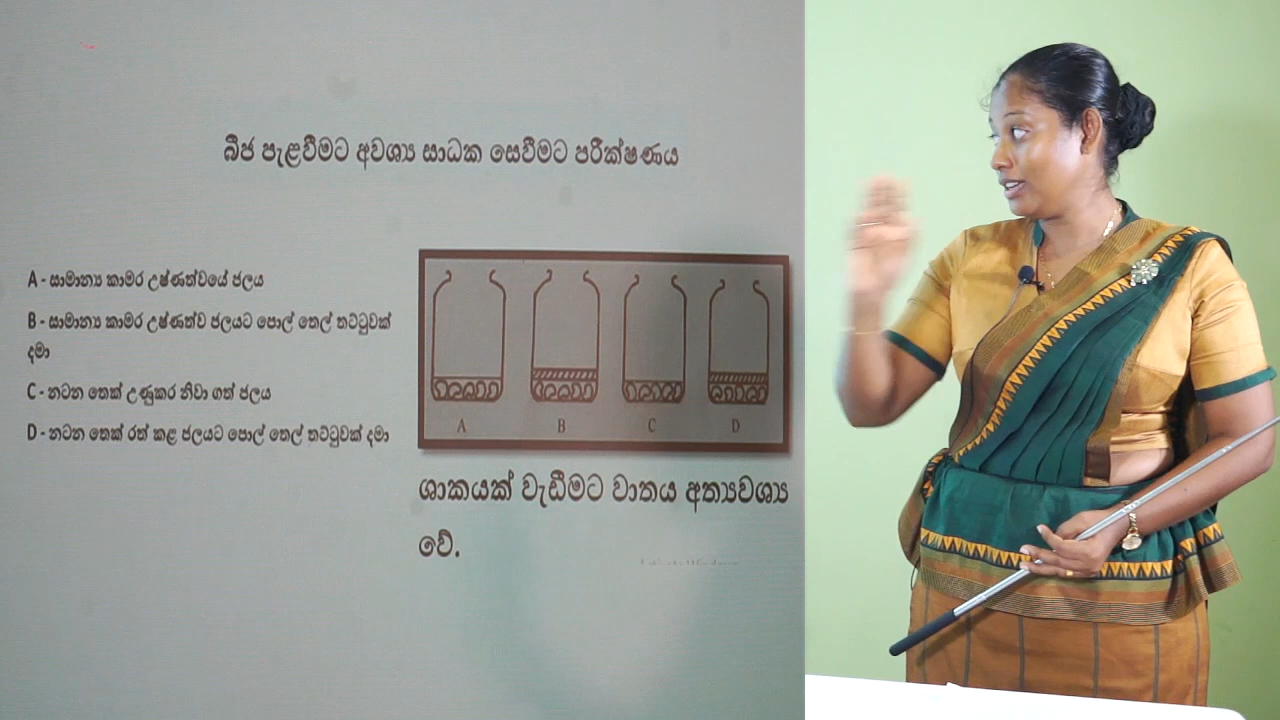 බීජ පැළවීමට අවශ්‍ය සාධක සෙවීමට පරීක්ෂණය
A - සාමාන්‍ය කාමර උෂ්ණත්වයේ ජලය
B - සාමාන්‍ය කාමර උෂ්ණත්ව ජලයට පොල් තෙල් තට්ටුවක්
දමා
C - නටන තෙක් උණුකර නිවා ගත් ජලය
D - නටන තෙක් රත් කළ ජලයට පොල් තෙල් තට්ටුවක් දමා
A B C D
ශාකයක් වැඩීමට වාතය අත්‍යවශ්‍ය
වේ.